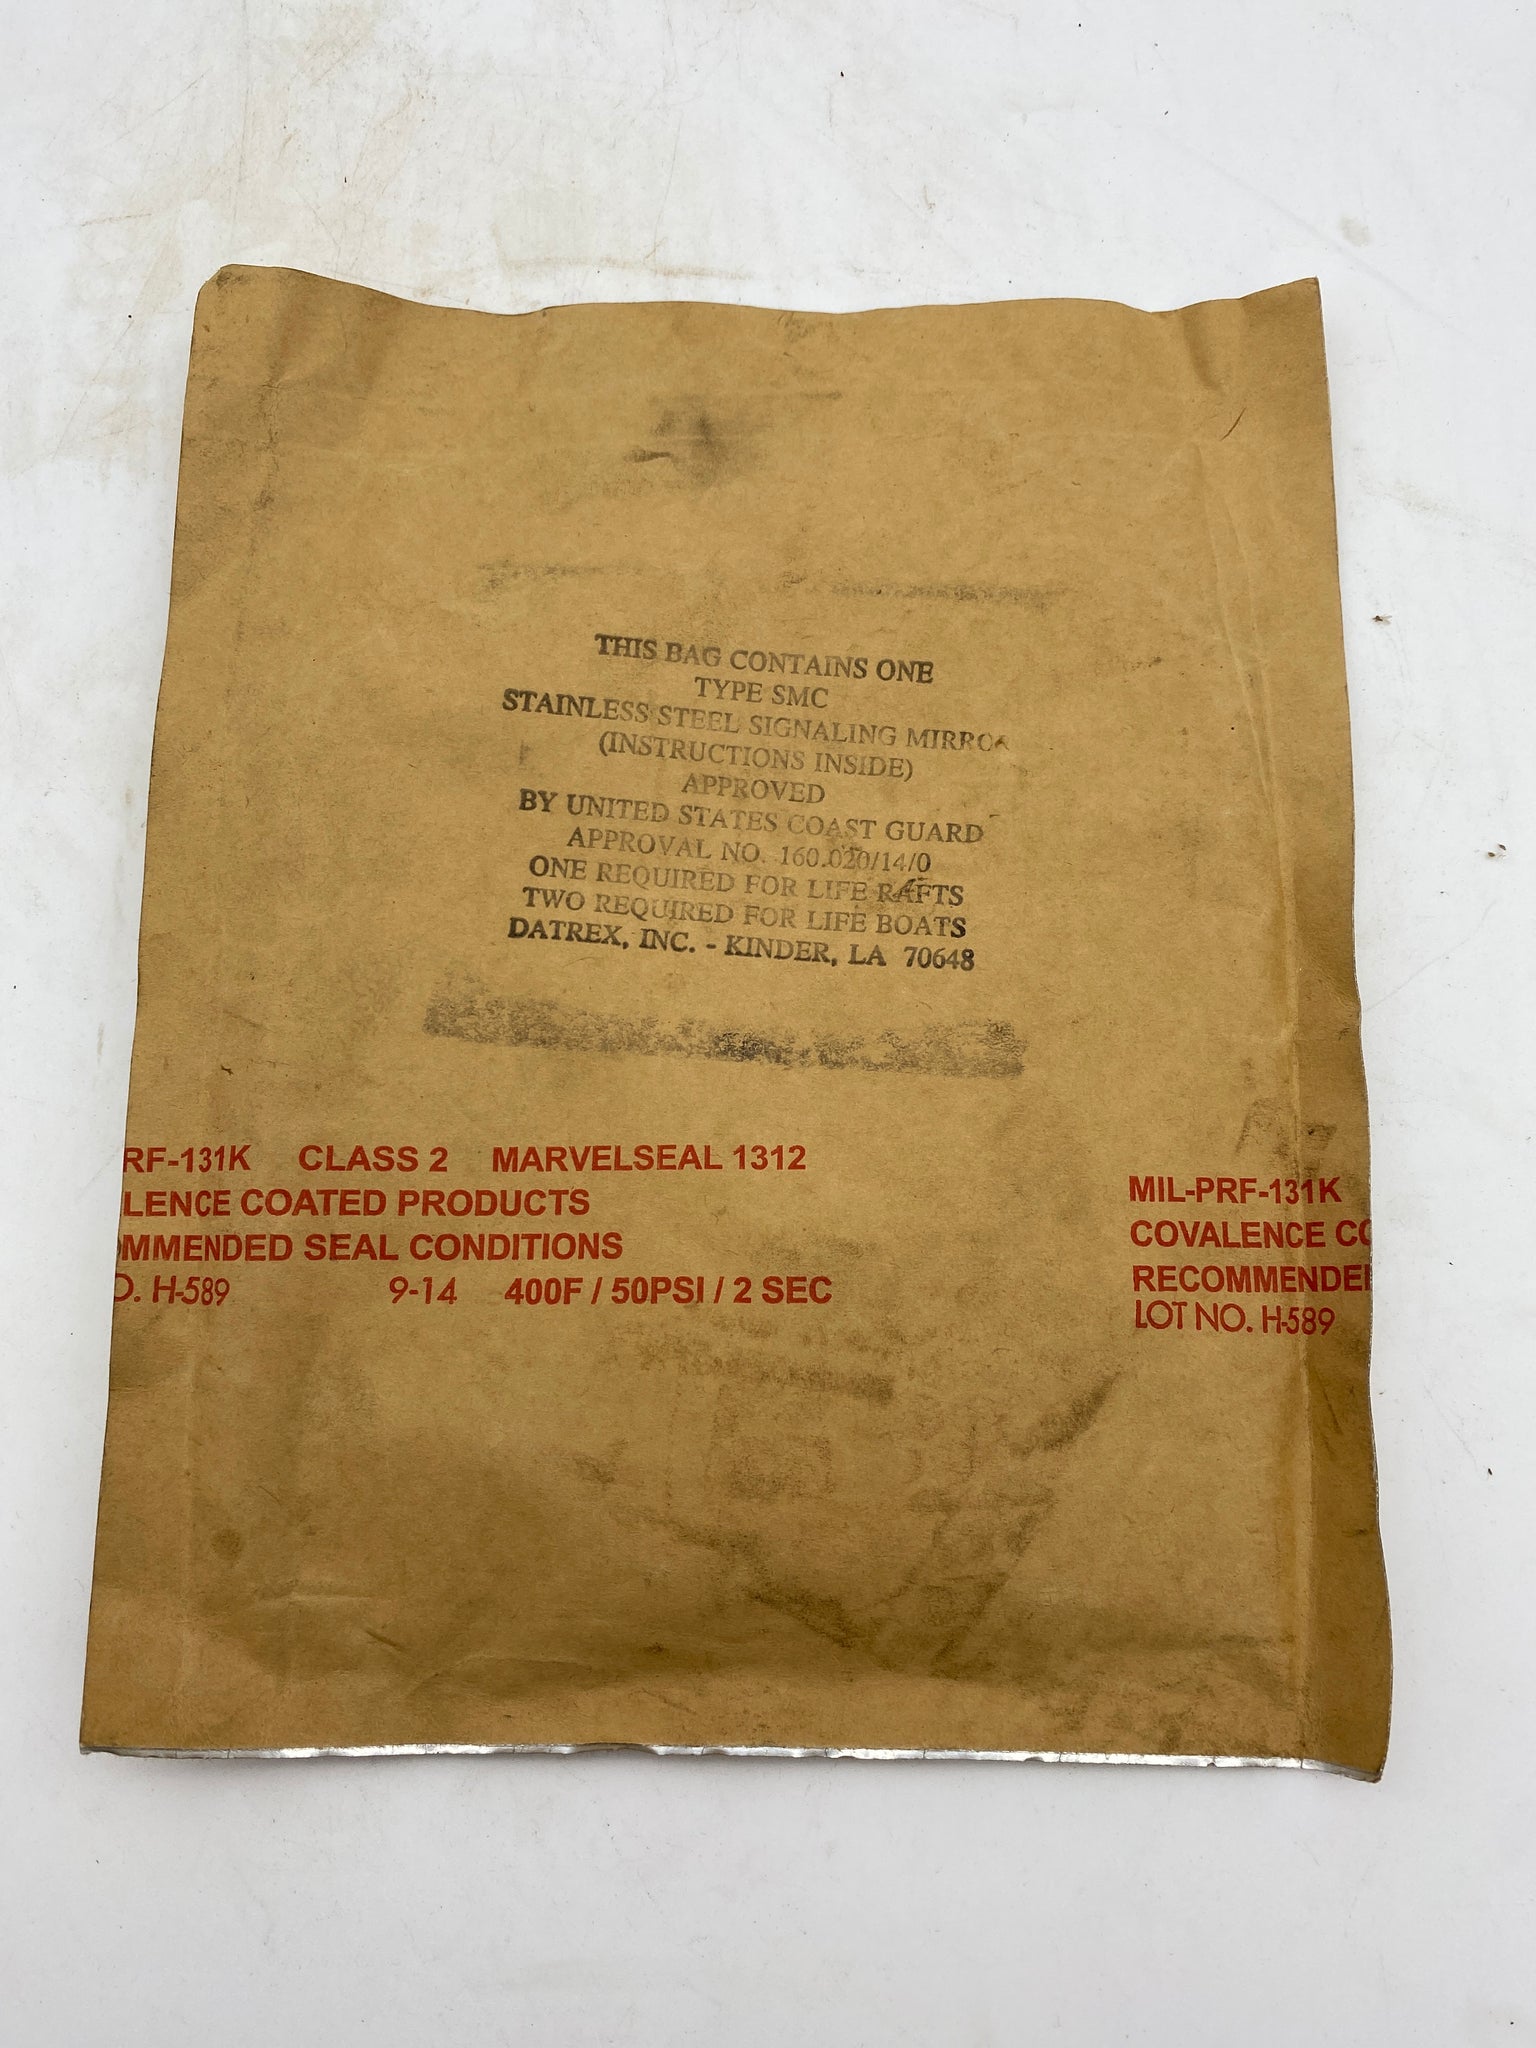 THIS BAG CONTAINS ONE
TYPE SMC
STAINLESS STEEL SIGNALING MIRRO
(INSTRUCTIONS INSIDE)
APPROVED
BY UNITED STATES COAST GUARD
APPROVAL NO. 160.020/14/0
ONE REQUIRED FOR LIFE RAFTS
TWO REQUIRED FOR LIFE BOATS
DATREX, INC. - KINDER, LA 70648
RF-131K CLASS 2 MARVELSEAL 1312
LENCE COATED PRODUCTS
OMMENDED SEAL CONDITIONS
O. H-589 9-14 400F / 50PSI / 2 SEC
MIL-PRF-131K
COVALENCE CO
RECOMMENDE
LOT NO. H-589